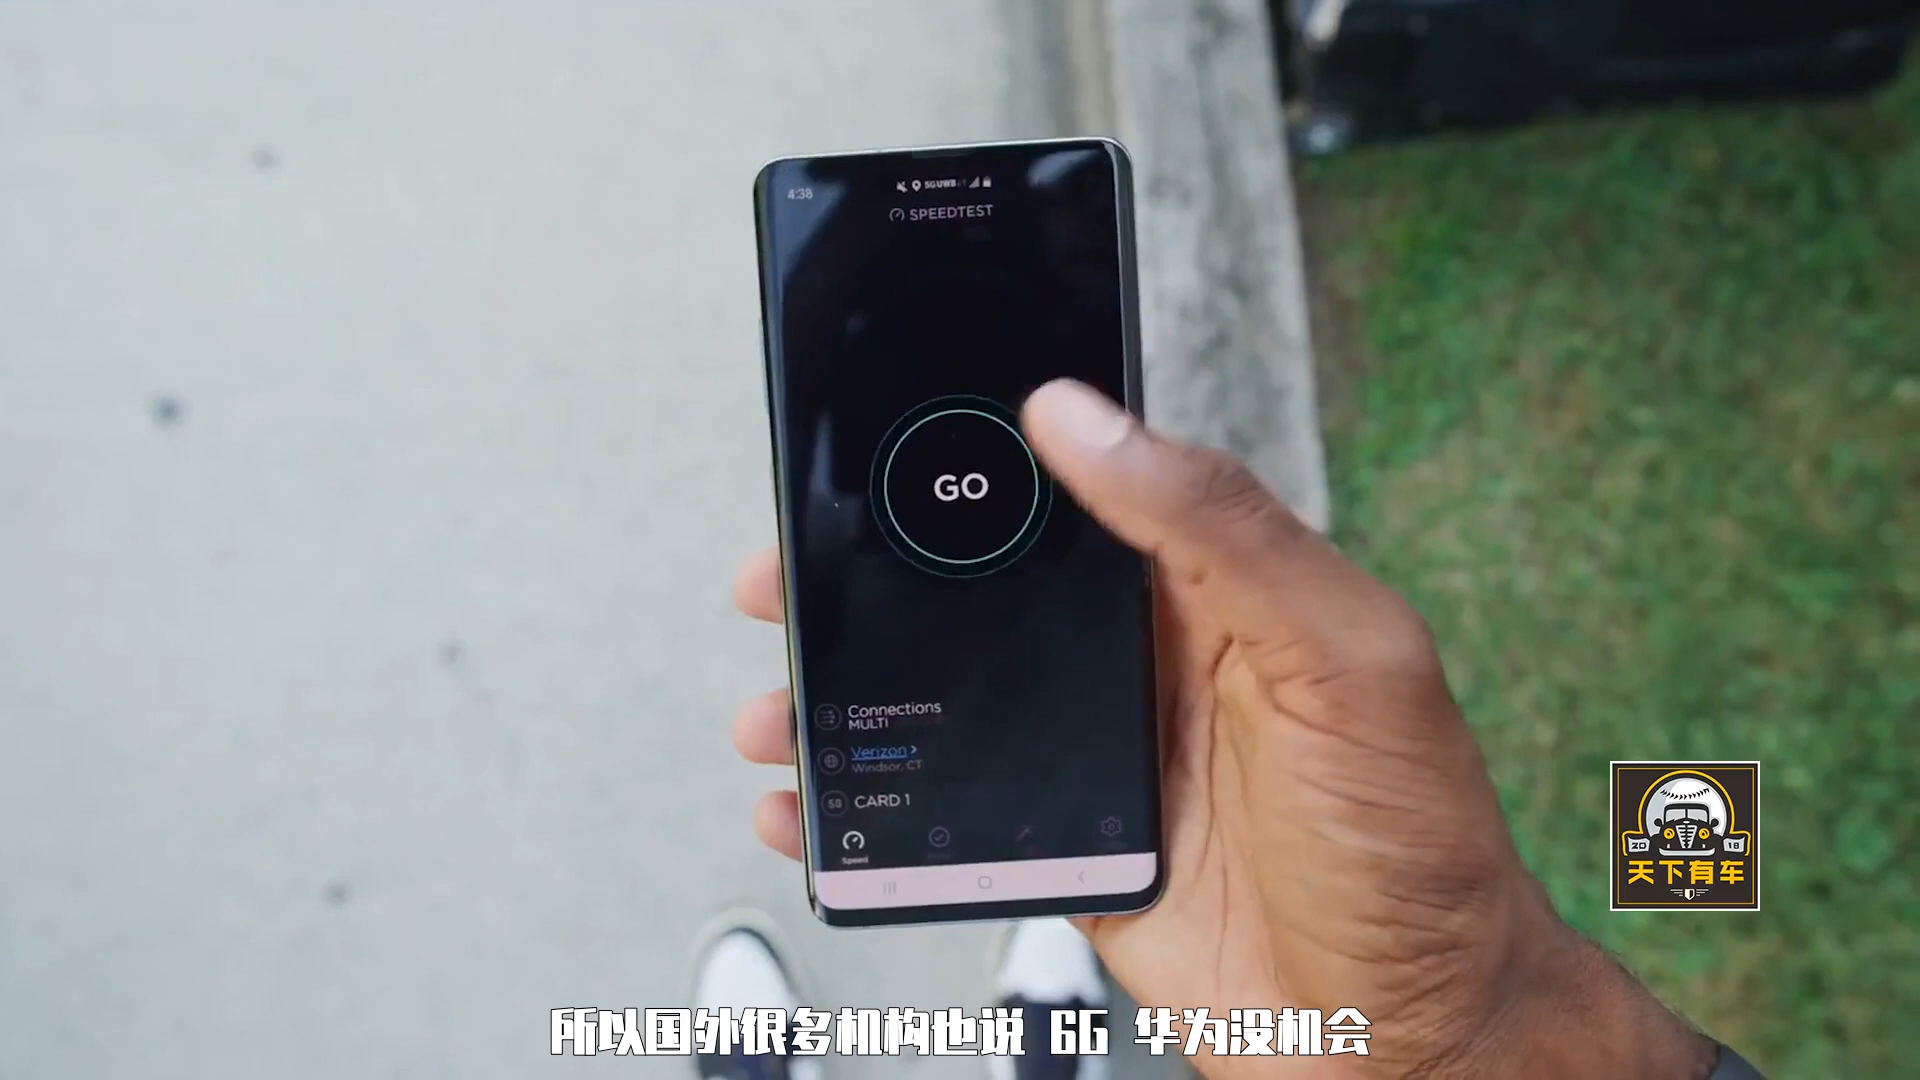 4:38
5G UWB
SPEEDTEST
GO
Connections
MULTI
Verizon
Windsor, CT
CARD 1
Speed
20 18
天下有车
所以国外很多机构也说 6G 华为没机会